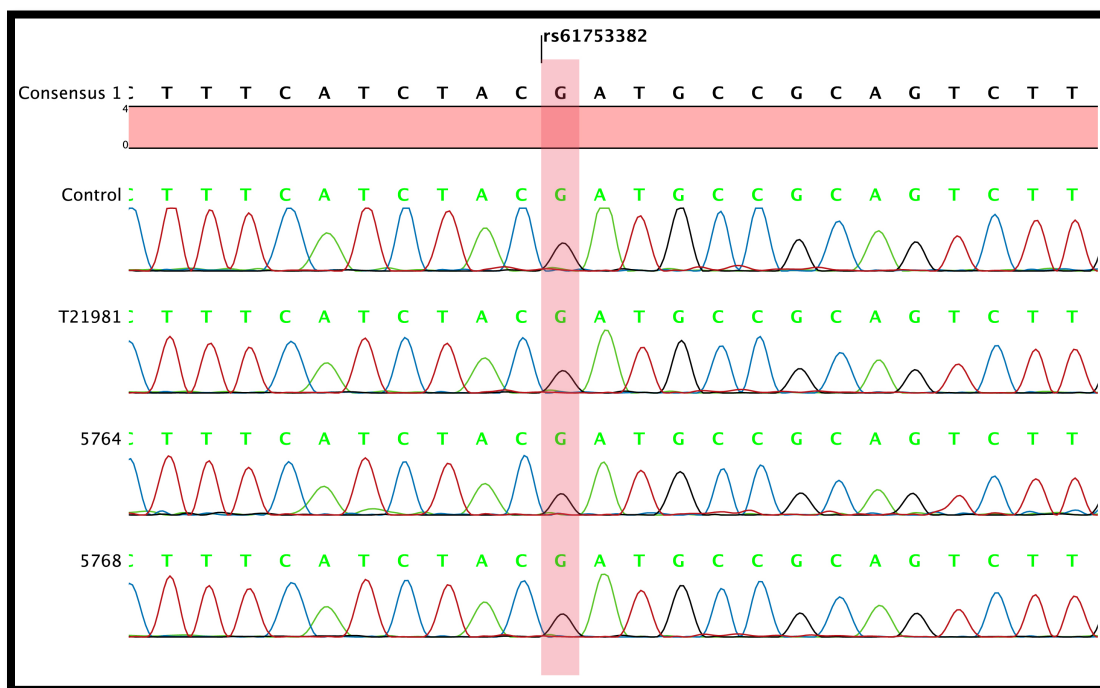 rs61753382
Consensus 1 C T T T C A T C T A C G A T G C C G C A G T C T T
4
0
Control C T T T C A T C T A C G A T G C C G C A G T C T T
T21981 C T T T C A T C T A C G A T G C C G C A G T C T T
5764 C T T T C A T C T A C G A T G C C G C A G T C T T
5768 C T T T C A T C T A C G A T G C C G C A G T C T T